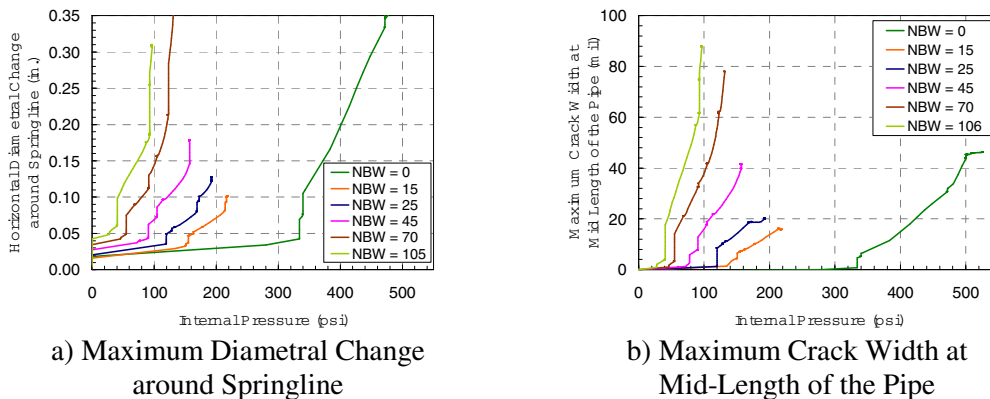 Horizontal Diametral Change
around Springline (in.)
0.35
0.30
0.25
0.20
0.15
0.10
0.05
0.00
NBW = 0
NBW = 15
NBW = 25
NBW = 45
NBW = 70
NBW = 105
0 100 200 300 400 500
Internal Pressure (psi)
a) Maximum Diametral Change
around Springline
Maximum Crack Width at
Mid Length of the Pipe (mil)
100
80
60
40
20
0
NBW = 0
NBW = 15
NBW = 25
NBW = 45
NBW = 70
NBW = 106
0 100 200 300 400 500
Internal Pressure (psi)
b) Maximum Crack Width at
Mid-Length of the Pipe